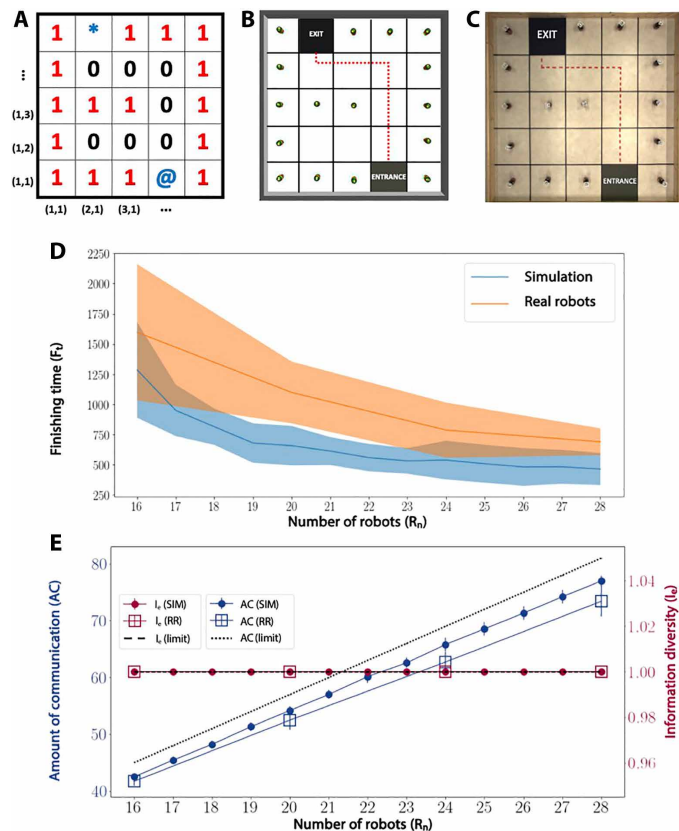 A
1 * 1 1 1
1 0 0 0 1
1 1 1 0 1
1 0 0 0 1
1 1 1 @ 1
...
(1,3)
(1,2)
(1,1)
(1,1) (2,1) (3,1) ...
B
EXIT
ENTRANCE
C
EXIT
ENTRANCE
D
2250
2000
1750
1500
1250
1000
750
500
250
Finishing time (Fₜ)
Simulation
Real robots
16 17 18 19 20 21 22 23 24 25 26 27 28
Number of robots (Rₙ)
E
80
70
60
50
40
Amount of communication (AC)
Iₑ (SIM)
Iₑ (RR)
Iₑ (limit)
AC (SIM)
AC (RR)
AC (limit)
1.04
1.02
1.00
0.98
0.96
Information diversity (Iₑ)
16 17 18 19 20 21 22 23 24 25 26 27 28
Number of robots (Rₙ)